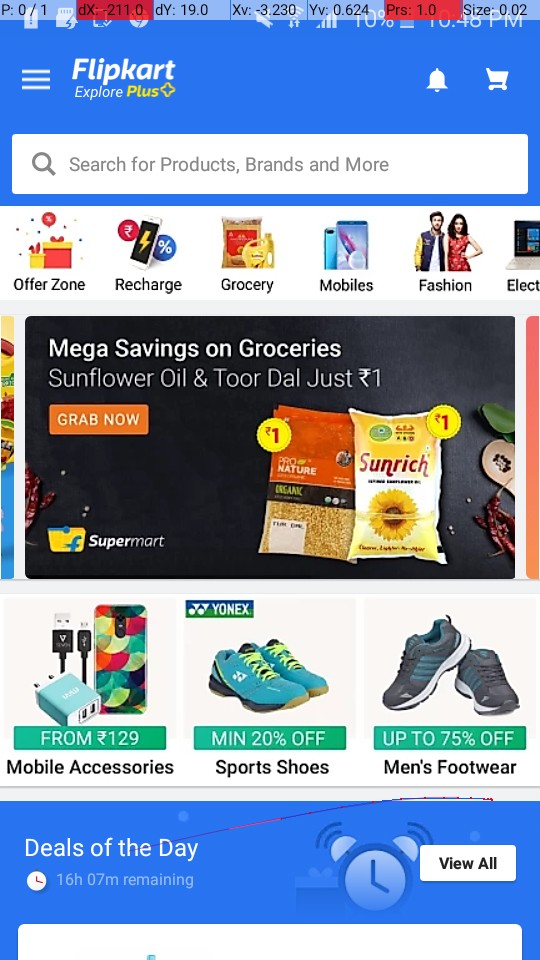 P: 0 / 1 dX: -211.0 dY: 19.0 Xv: -3.230 Yv: 0.624 Prs: 1.0 Size: 0.02
10% 10:48 PM
Flipkart
Explore Plus
Search for Products, Brands and More
Offer Zone Recharge Grocery Mobiles Fashion Elect
Mega Savings on Groceries
Sunflower Oil & Toor Dal Just ₹1
GRAB NOW
₹1 ₹1
PRO NATURE
ORGANIC
TUR DAL
Sunrich
Supermart
YONEX
FROM ₹129 MIN 20% OFF UP TO 75% OFF
Mobile Accessories Sports Shoes Men's Footwear
Deals of the Day
16h 07m remaining
View All